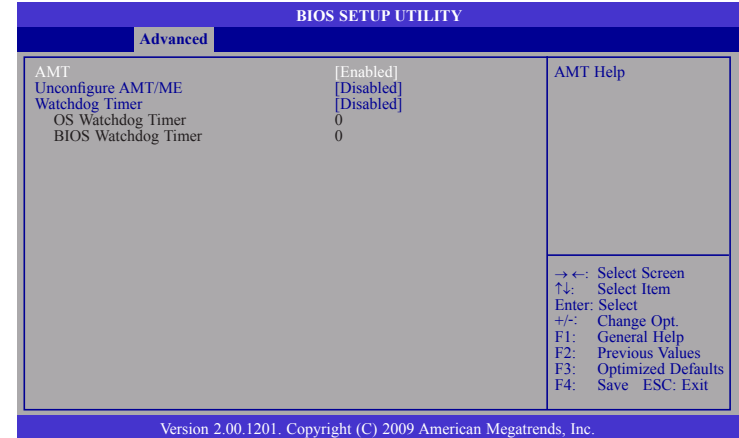 BIOS SETUP UTILITY
Advanced
AMT [Enabled]
Unconfigure AMT/ME [Disabled]
Watchdog Timer [Disabled]
OS Watchdog Timer 0
BIOS Watchdog Timer 0
AMT Help
→←: Select Screen
↑↓: Select Item
Enter: Select
+/-: Change Opt.
F1: General Help
F2: Previous Values
F3: Optimized Defaults
F4: Save ESC: Exit
Version 2.00.1201. Copyright (C) 2009 American Megatrends, Inc.